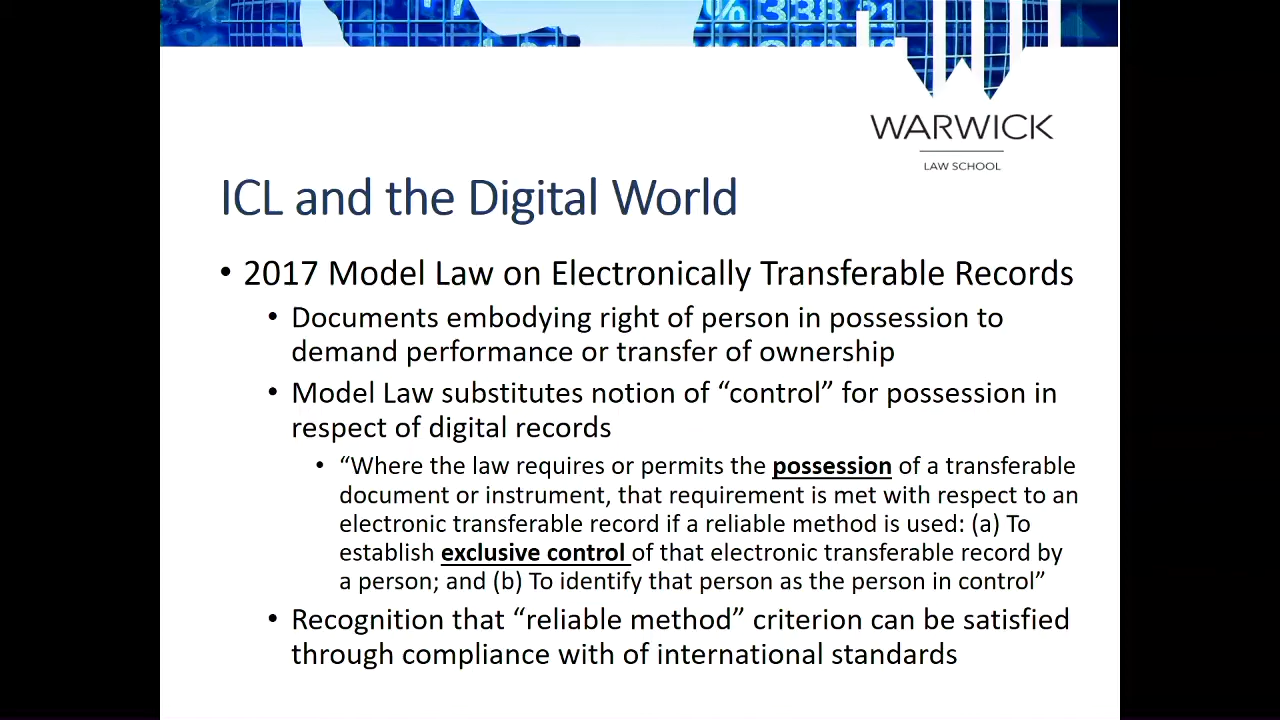 % 338.21
WARWICK
LAW SCHOOL
ICL and the Digital World
• 2017 Model Law on Electronically Transferable Records
• Documents embodying right of person in possession to
demand performance or transfer of ownership
• Model Law substitutes notion of “control” for possession in
respect of digital records
• “Where the law requires or permits the possession of a transferable
document or instrument, that requirement is met with respect to an
electronic transferable record if a reliable method is used: (a) To
establish exclusive control of that electronic transferable record by
a person; and (b) To identify that person as the person in control”
• Recognition that “reliable method” criterion can be satisfied
through compliance with of international standards